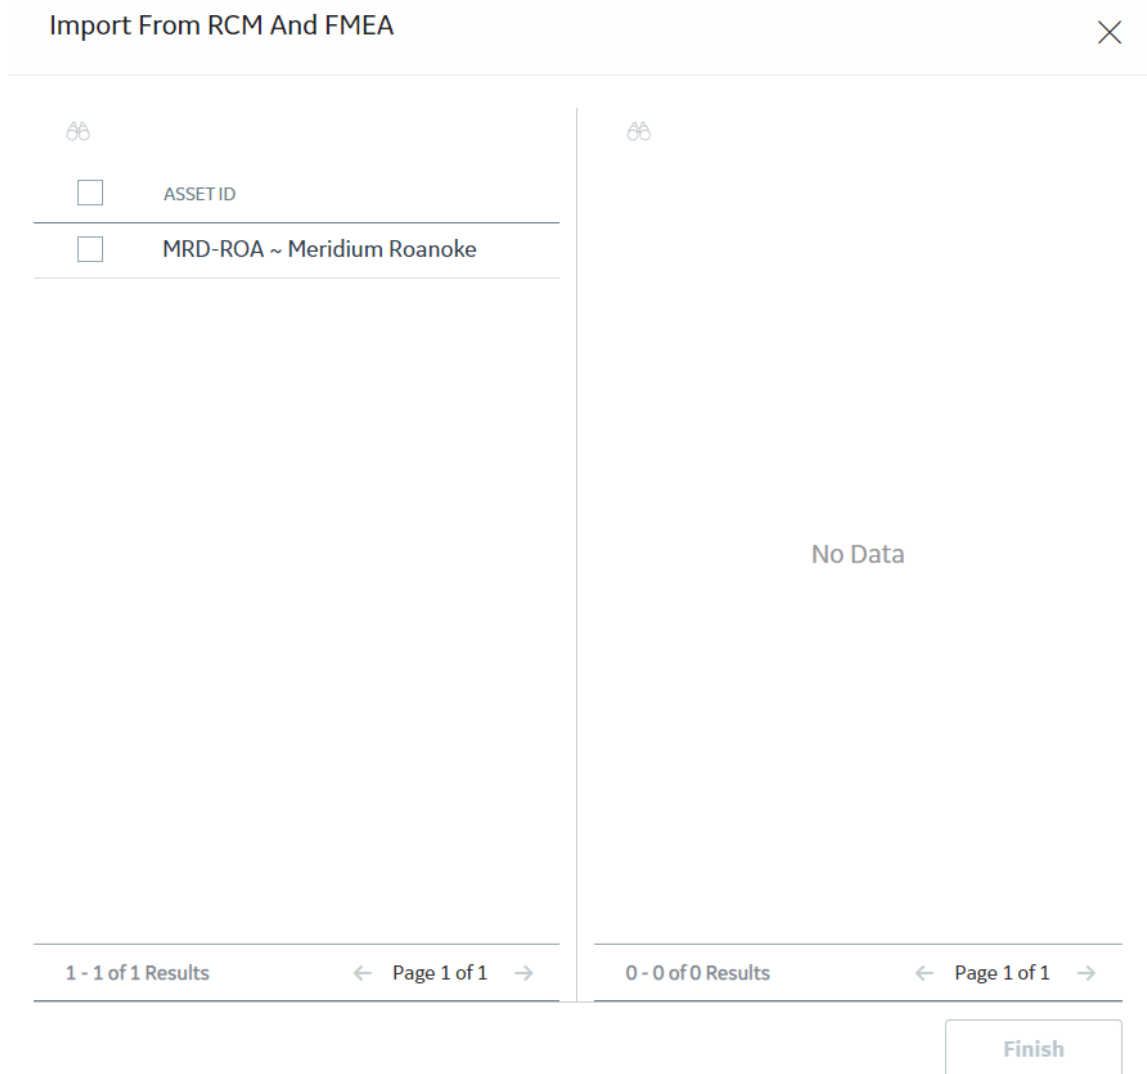 Import From RCM And FMEA
ASSET ID
MRD-ROA ~ Meridium Roanoke
No Data
1 - 1 of 1 Results
Page 1 of 1
0 - 0 of 0 Results
Page 1 of 1
Finish